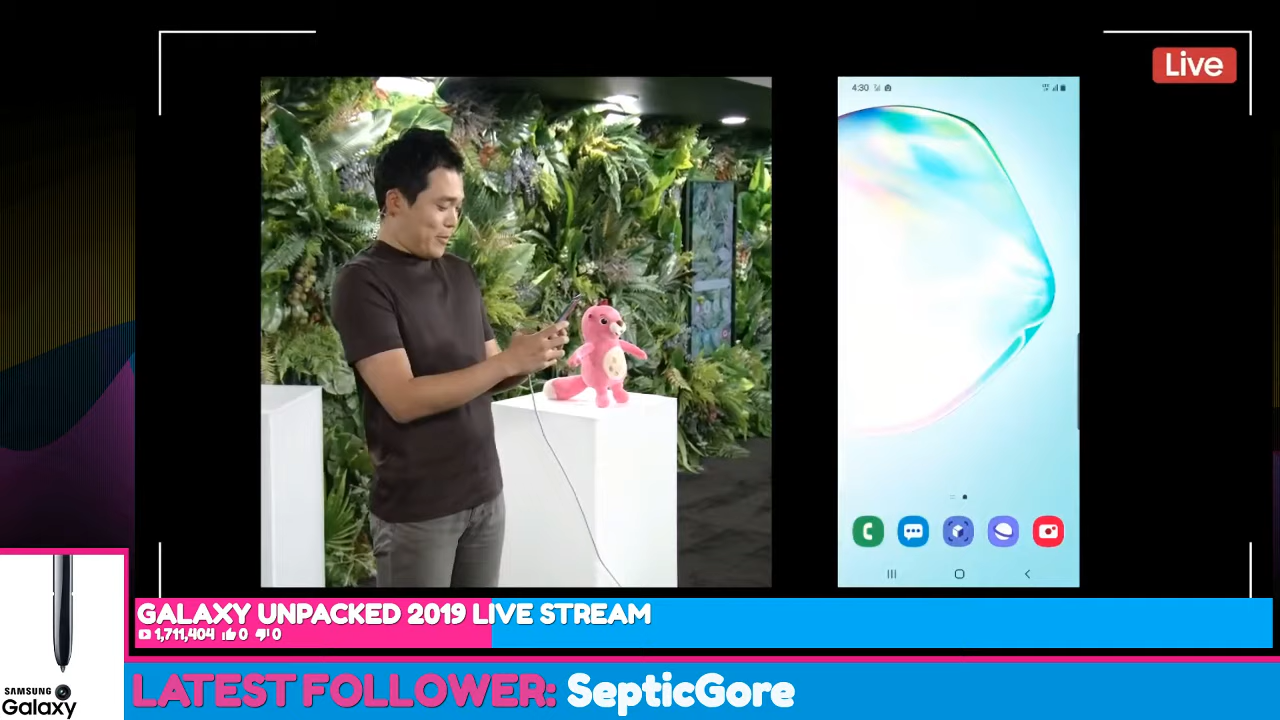 Live
4:30
GALAXY UNPACKED 2019 LIVE STREAM
1,711,404 0 0
LATEST FOLLOWER: SepticGore
SAMSUNG
Galaxy